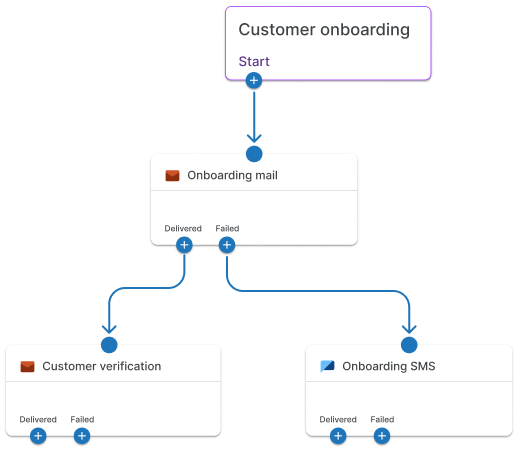 Customer onboarding
Start
Onboarding mail
Delivered Failed
Customer verification
Delivered Failed
Onboarding SMS
Delivered Failed